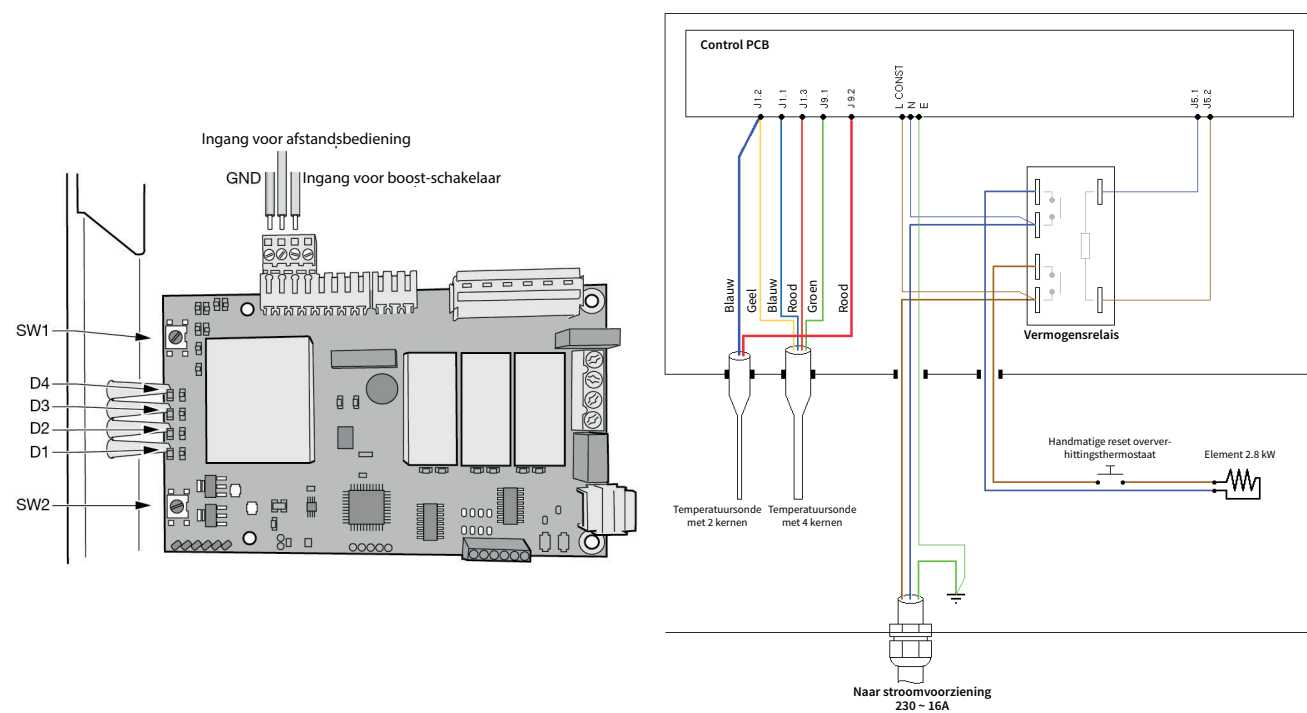 Ingang voor afstandsbediening
GND
Ingang voor boost-schakelaar
SW1
D4
D3
D2
D1
SW2
Control PCB
J1.2
J1.1
J1.3
J9.1
J9.2
L CONST
N
E
J5.1
J5.2
Blauw
Geel
Blauw
Rood
Groen
Rood
Vermogensrelais
Handmatige reset oververhittingsthermostaat
Element 2.8 kW
Temperatuursonde
met 2 kernen
Temperatuursonde
met 4 kernen
Naar stroomvoorziening
230 ~ 16A